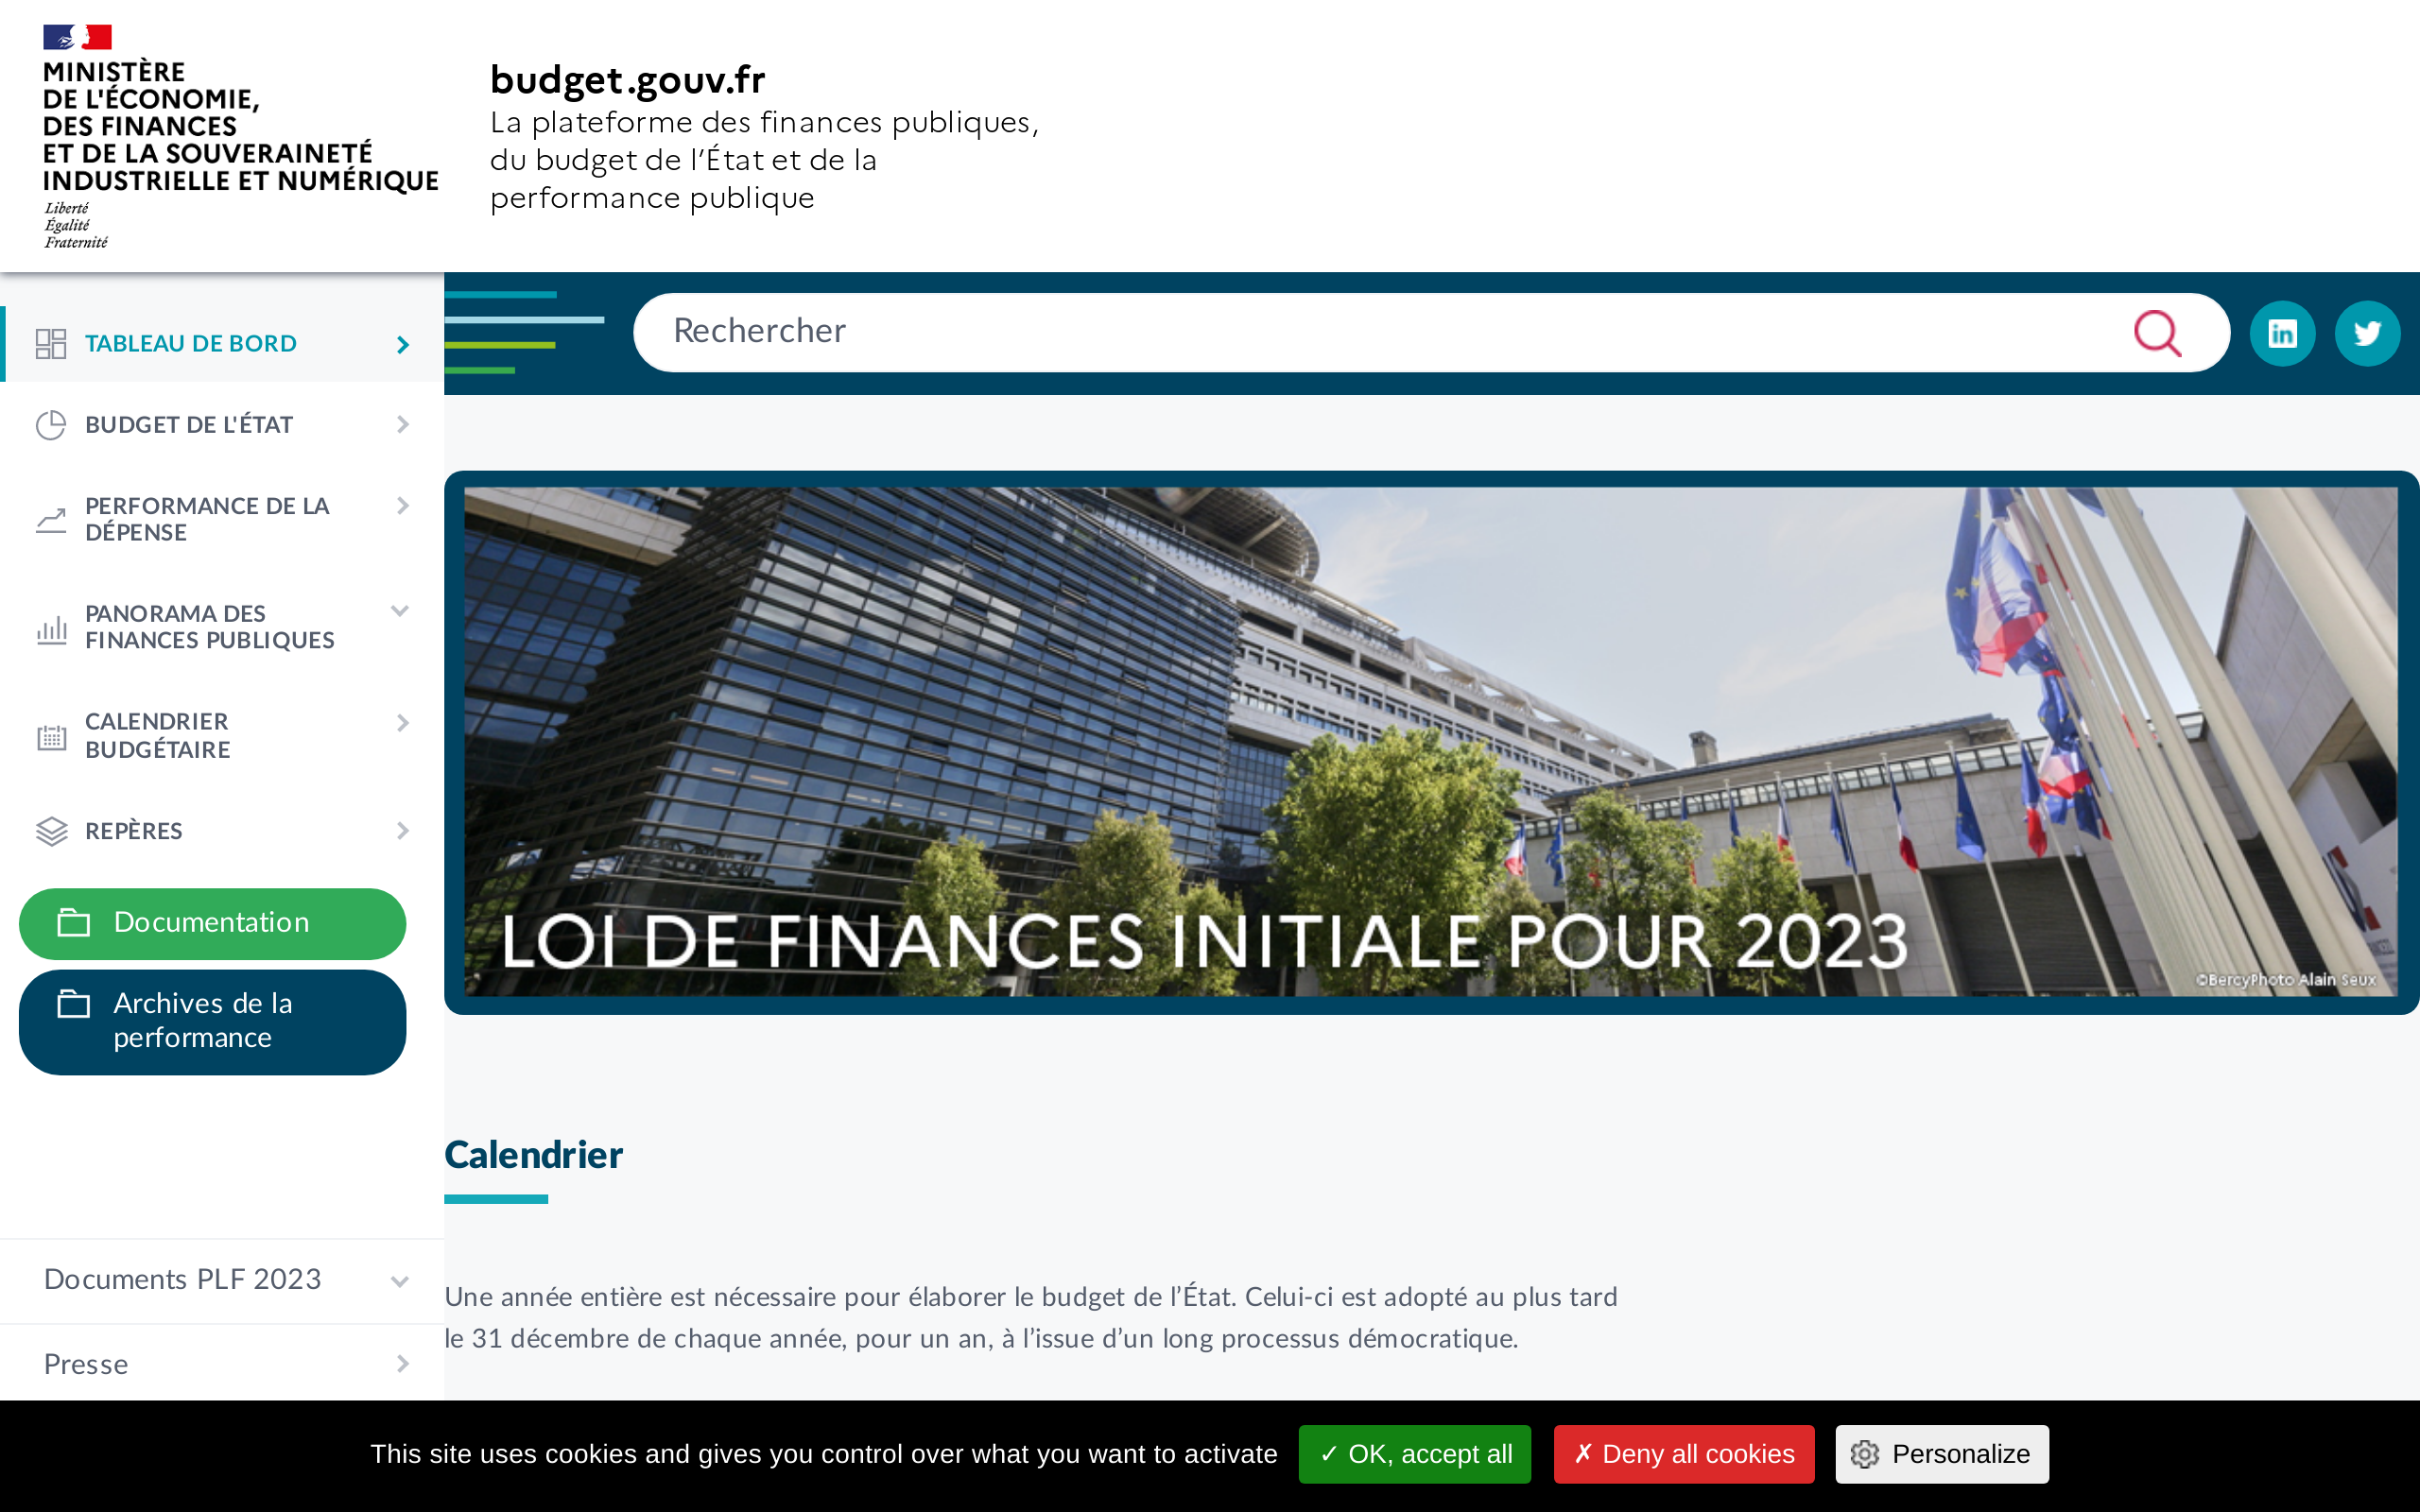 MINISTÈRE
DE L'ÉCONOMIE,
DES FINANCES
ET DE LA SOUVERAINETÉ
INDUSTRIELLE ET NUMÉRIQUE
Liberté
Égalité
Fraternité
budget.gouv.fr
La plateforme des finances publiques,
du budget de l’État et de la
performance publique
TABLEAU DE BORD
BUDGET DE L'ÉTAT
PERFORMANCE DE LA
DÉPENSE
PANORAMA DES
FINANCES PUBLIQUES
CALENDRIER
BUDGÉTAIRE
REPÈRES
Documentation
Archives de la
performance
Documents PLF 2023
Presse
Rechercher
in
LOI DE FINANCES INITIALE POUR 2023
©BercyPhoto Alain Seux
Calendrier
Une année entière est nécessaire pour élaborer le budget de l’État. Celui-ci est adopté au plus tard
le 31 décembre de chaque année, pour un an, à l’issue d’un long processus démocratique.
This site uses cookies and gives you control over what you want to activate
✓ OK, accept all
✗ Deny all cookies
Personalize